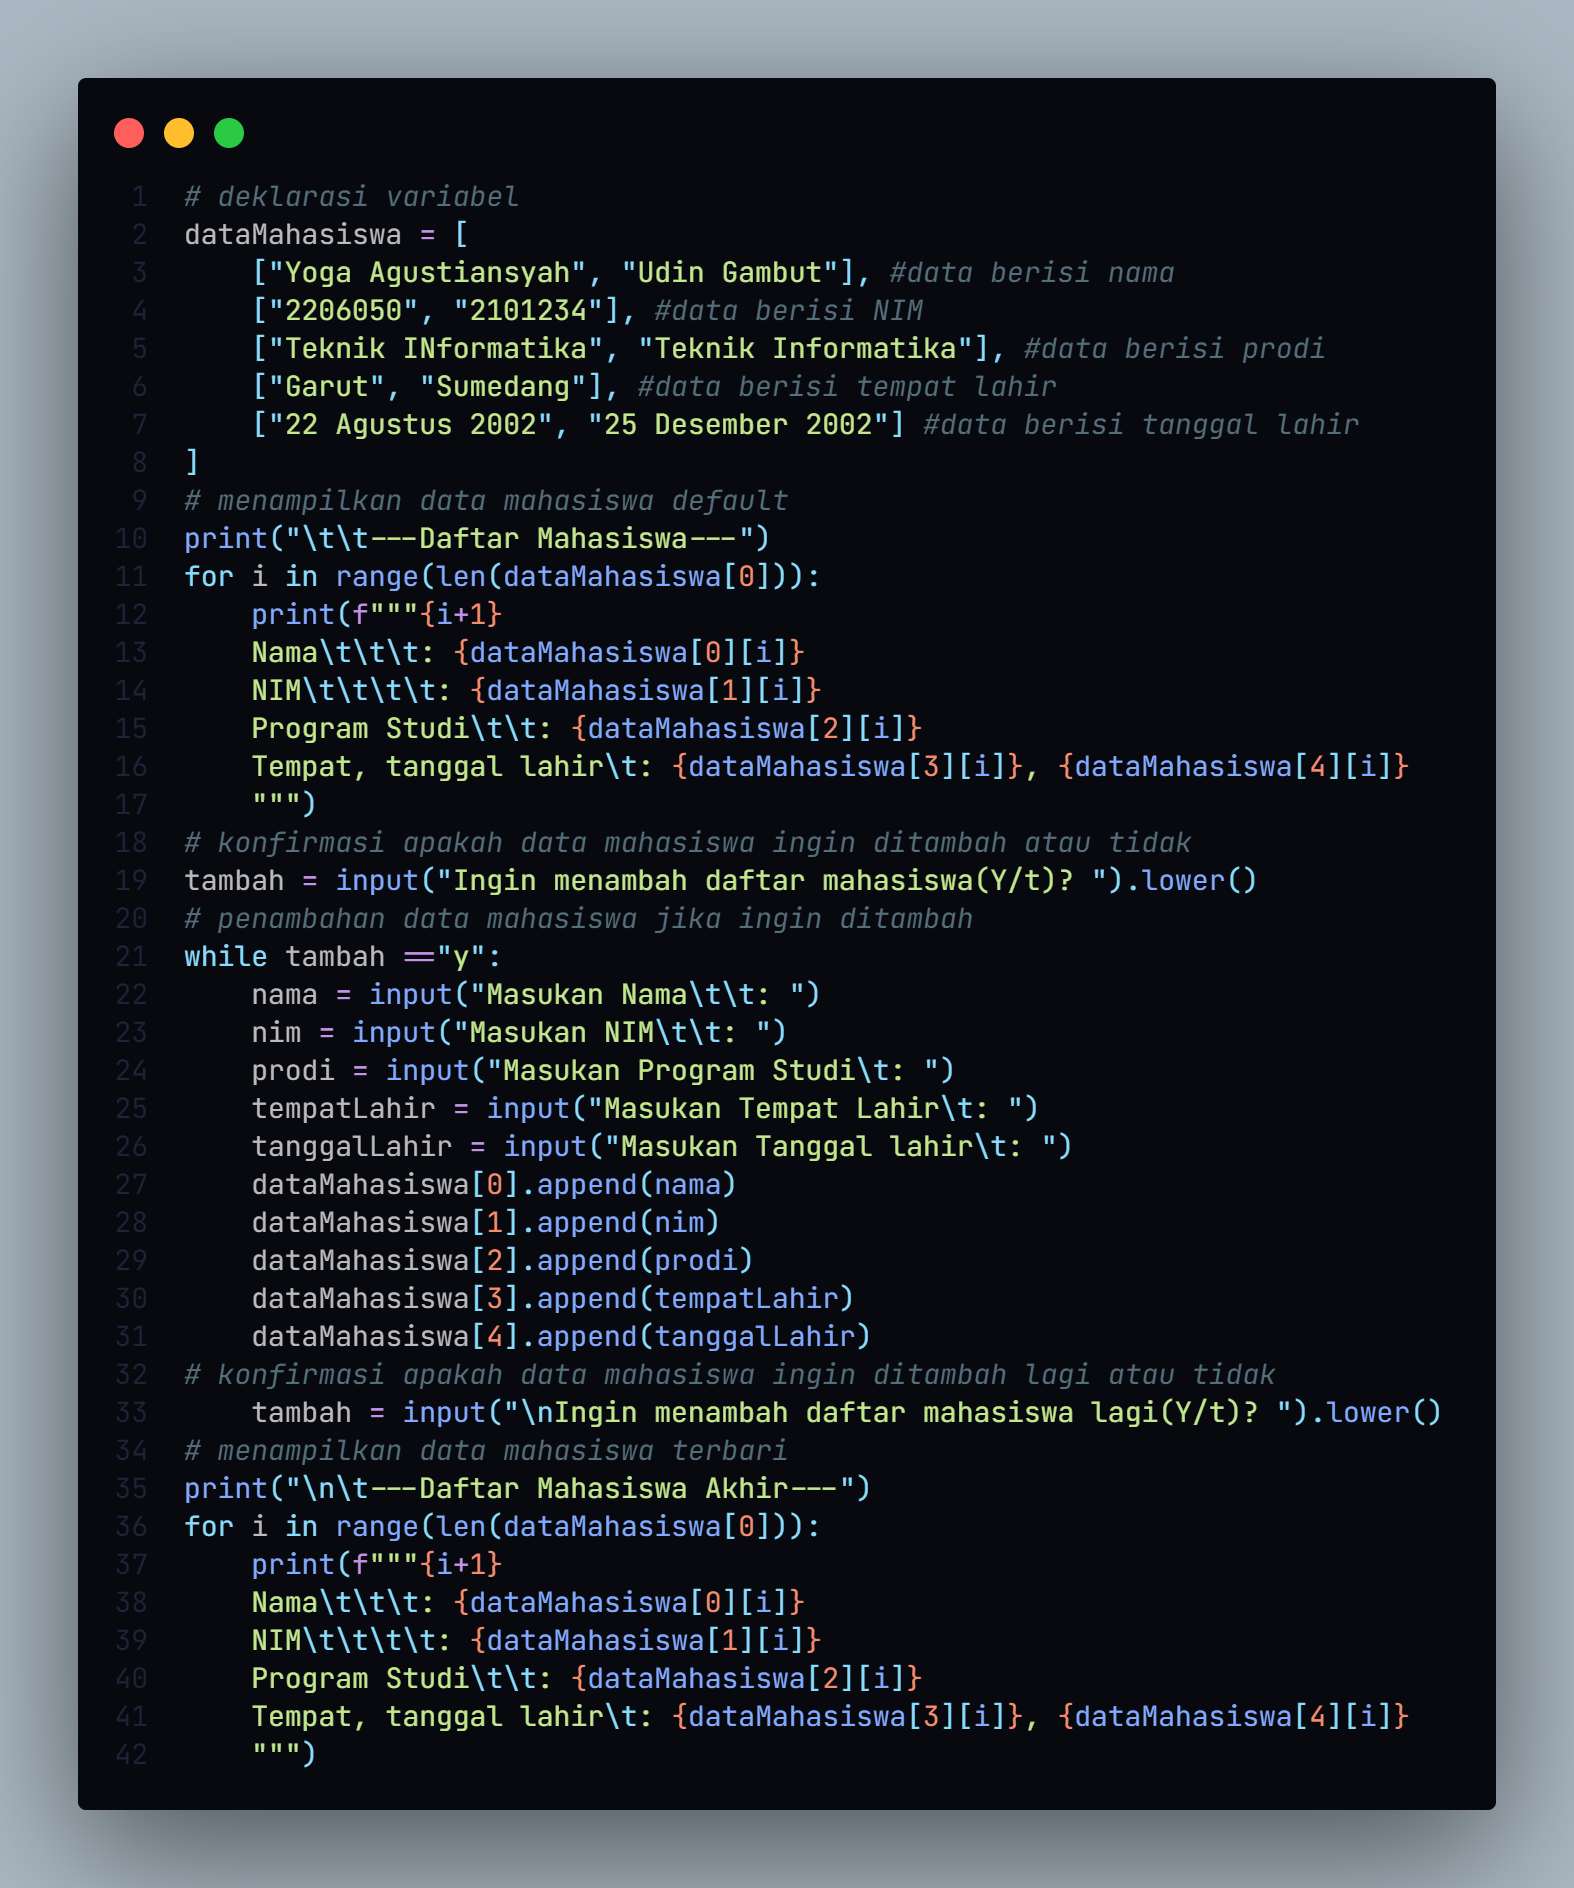 1 # deklarasi variabel
2 dataMahasiswa = [
3     ["Yoga Agustiansyah", "Udin Gambut"], #data berisi nama
4     ["2206050", "2101234"], #data berisi NIM
5     ["Teknik INformatika", "Teknik Informatika"], #data berisi prodi
6     ["Garut", "Sumedang"], #data berisi tempat lahir
7     ["22 Agustus 2002", "25 Desember 2002"] #data berisi tanggal lahir
8 ]
9 # menampilkan data mahasiswa default
10 print("\t\t---Daftar Mahasiswa---")
11 for i in range(len(dataMahasiswa[0])):
12     print(f"""{i+1}
13     Nama\t\t\t: {dataMahasiswa[0][i]}
14     NIM\t\t\t\t: {dataMahasiswa[1][i]}
15     Program Studi\t\t: {dataMahasiswa[2][i]}
16     Tempat, tanggal lahir\t: {dataMahasiswa[3][i]}, {dataMahasiswa[4][i]}
17     """)
18 # konfirmasi apakah data mahasiswa ingin ditambah atau tidak
19 tambah = input("Ingin menambah daftar mahasiswa(Y/t)? ").lower()
20 # penambahan data mahasiswa jika ingin ditambah
21 while tambah =="y":
22     nama = input("Masukan Nama\t\t: ")
23     nim = input("Masukan NIM\t\t: ")
24     prodi = input("Masukan Program Studi\t: ")
25     tempatLahir = input("Masukan Tempat Lahir\t: ")
26     tanggalLahir = input("Masukan Tanggal lahir\t: ")
27     dataMahasiswa[0].append(nama)
28     dataMahasiswa[1].append(nim)
29     dataMahasiswa[2].append(prodi)
30     dataMahasiswa[3].append(tempatLahir)
31     dataMahasiswa[4].append(tanggalLahir)
32 # konfirmasi apakah data mahasiswa ingin ditambah lagi atau tidak
33     tambah = input("\nIngin menambah daftar mahasiswa lagi(Y/t)? ").lower()
34 # menampilkan data mahasiswa terbari
35 print("\n\t---Daftar Mahasiswa Akhir---")
36 for i in range(len(dataMahasiswa[0])):
37     print(f"""{i+1}
38     Nama\t\t\t: {dataMahasiswa[0][i]}
39     NIM\t\t\t\t: {dataMahasiswa[1][i]}
40     Program Studi\t\t: {dataMahasiswa[2][i]}
41     Tempat, tanggal lahir\t: {dataMahasiswa[3][i]}, {dataMahasiswa[4][i]}
42     """)